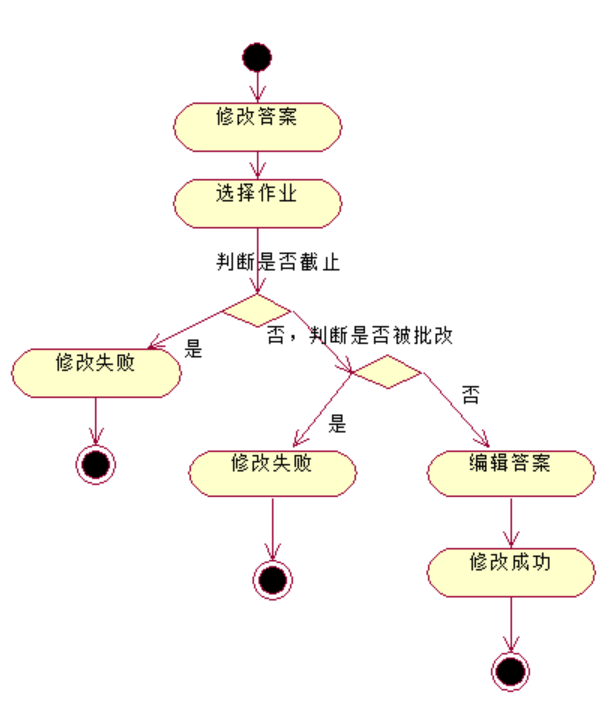 修改答案
选择作业
判断是否截止
否，判断是否被批改
是
修改失败
否
是
修改失败
编辑答案
修改成功